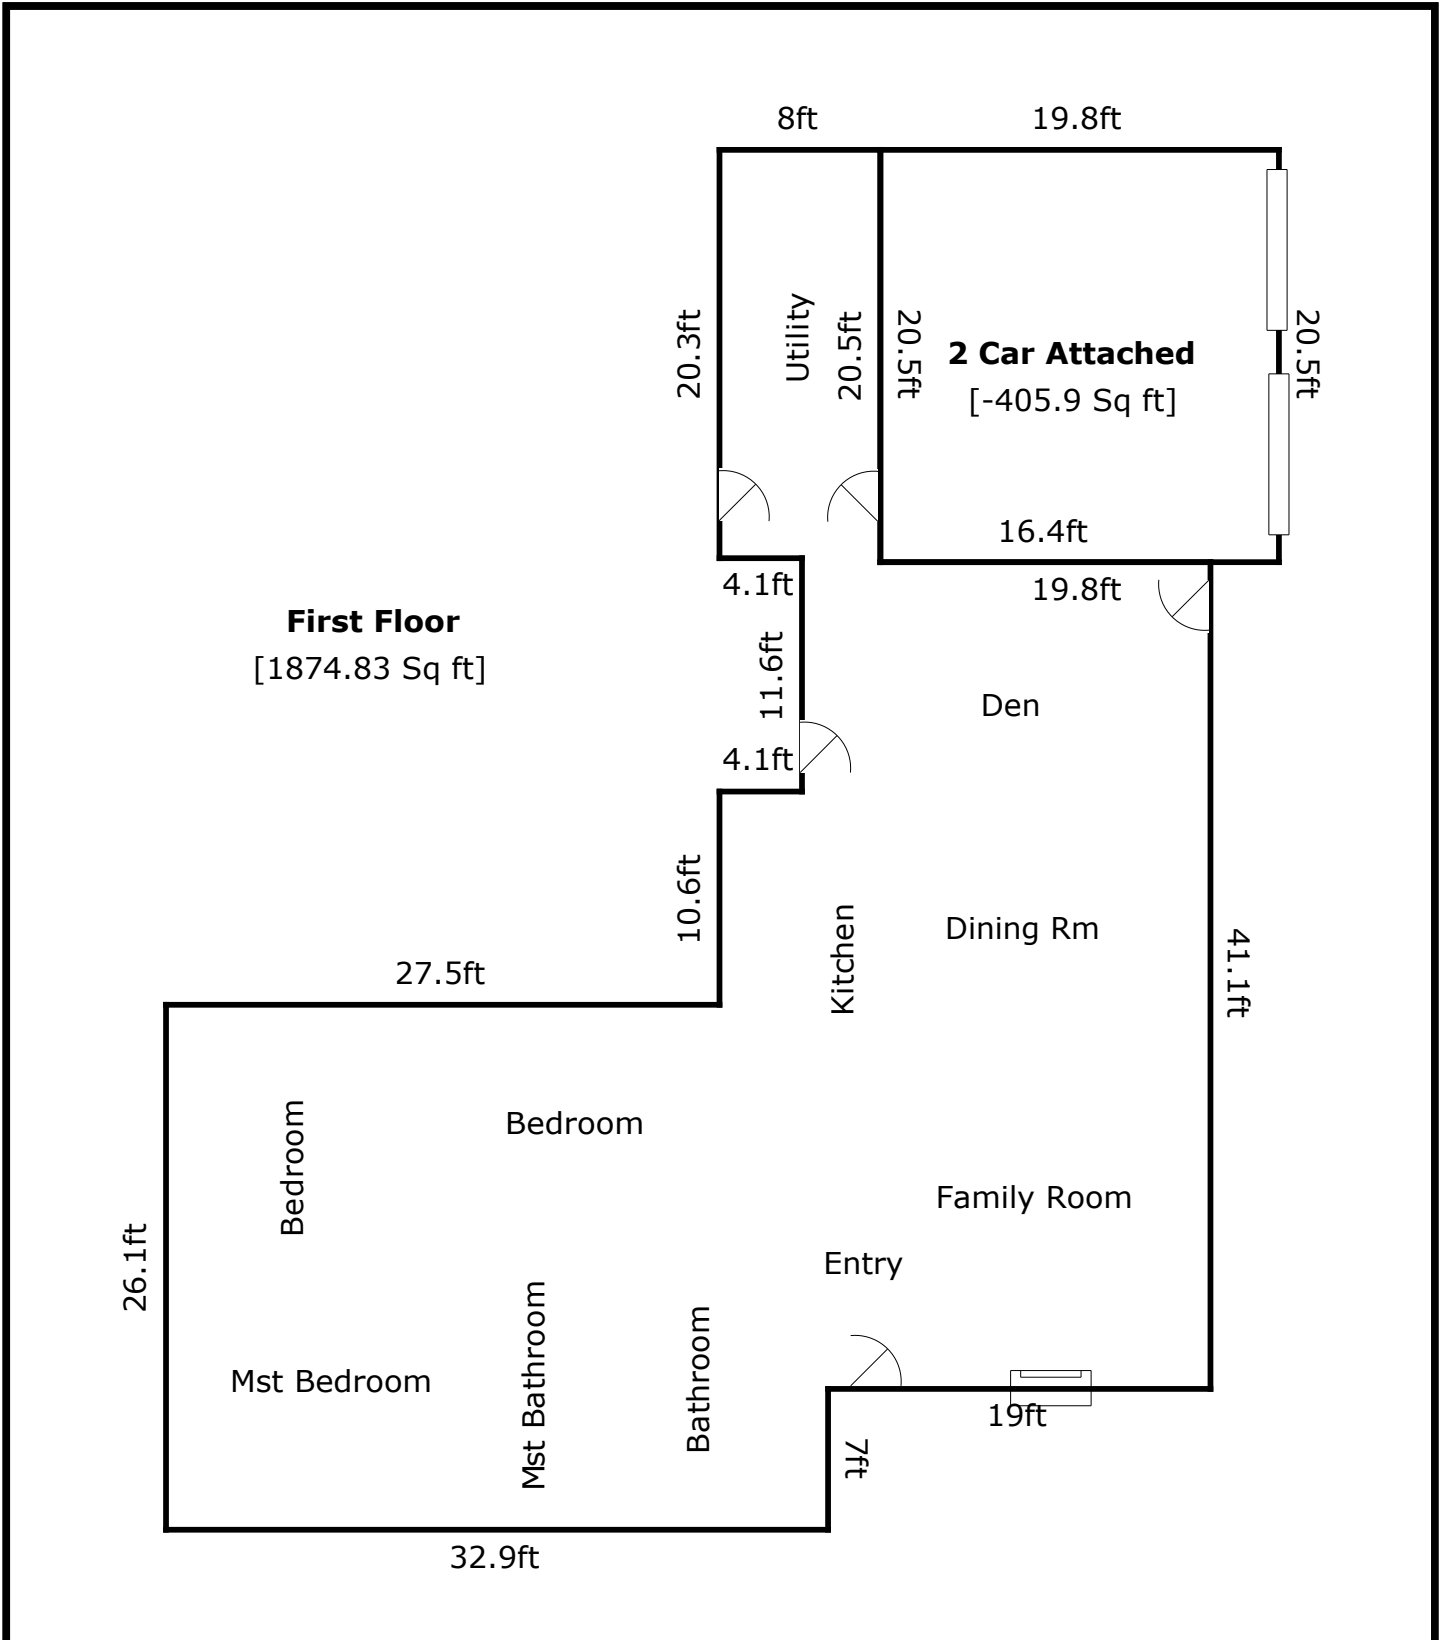 8ft
19.8ft
20.3ft
Utility
20.5ft
20.5ft
2 Car Attached
[-405.9 Sq ft]
20.5ft
16.4ft
4.1ft
19.8ft
First Floor
[1874.83 Sq ft]
11.6ft
Den
4.1ft
10.6ft
Kitchen
Dining Rm
41.1ft
27.5ft
Bedroom
Bedroom
Family Room
26.1ft
Entry
Mst Bedroom
Mst Bathroom
Bathroom
19ft
7ft
32.9ft